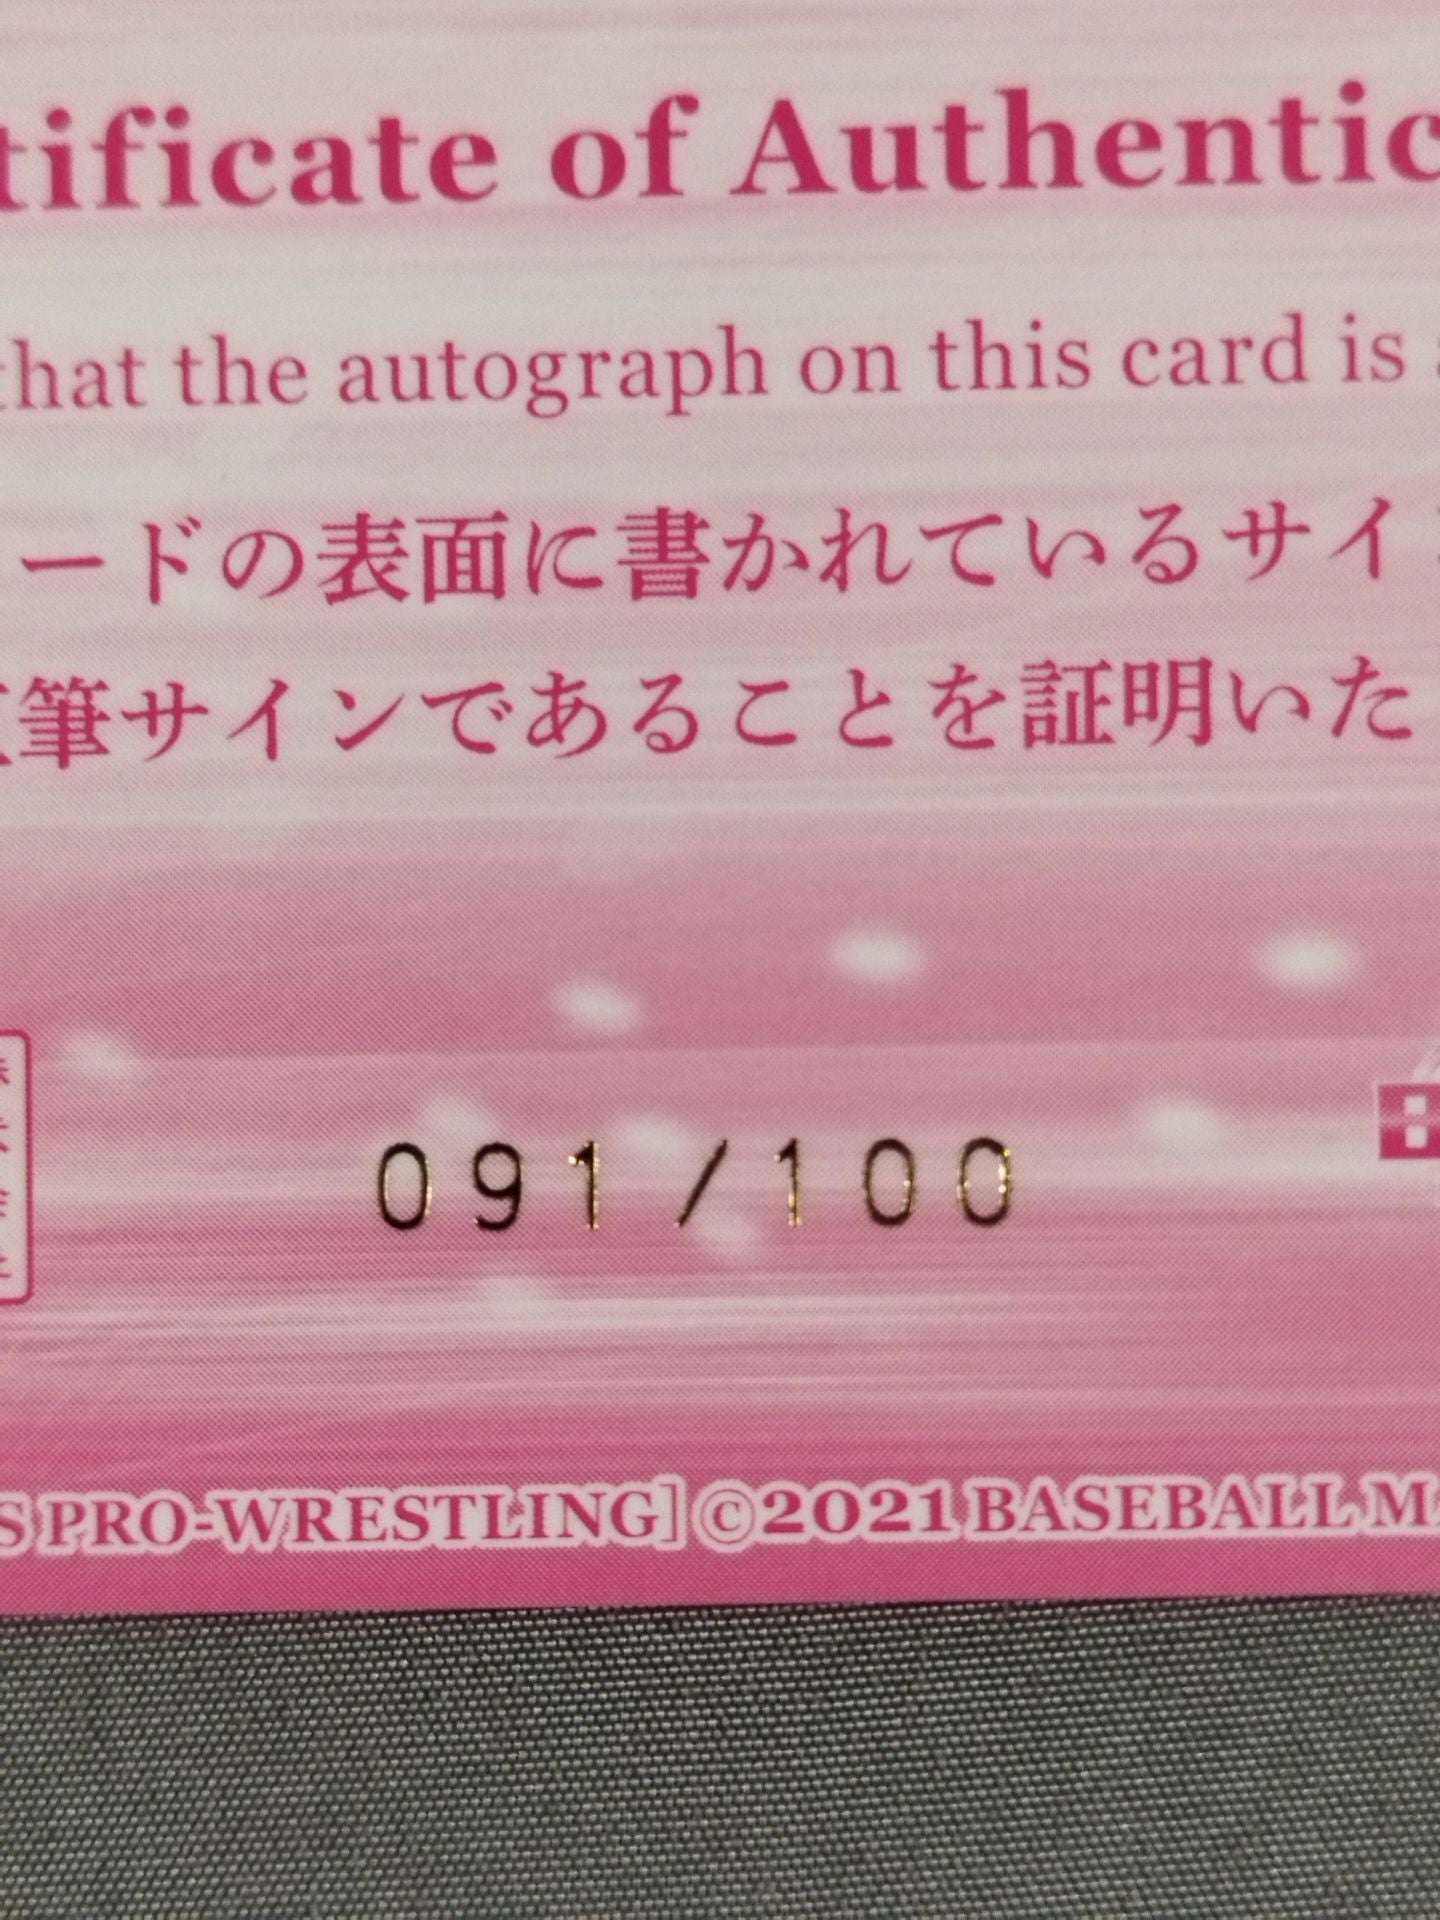 tificate of Authentic
that the autograph on this card is
ードの表面に書かれているサイ
筆サインであることを証明いた
091/100
S PRO-WRESTLING] ©2021 BASEBALL M